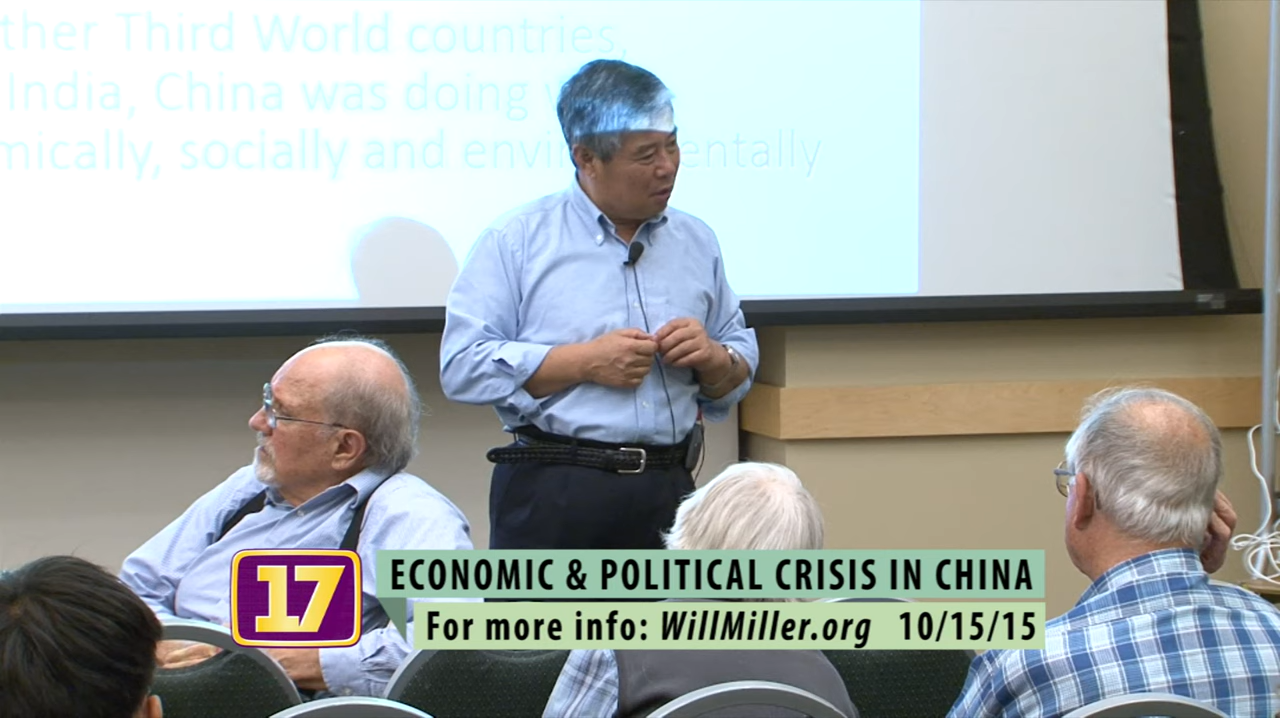 ther Third World countries,
India, China was doing
mically, socially and entally
17
ECONOMIC & POLITICAL CRISIS IN CHINA
For more info: WillMiller.org 10/15/15